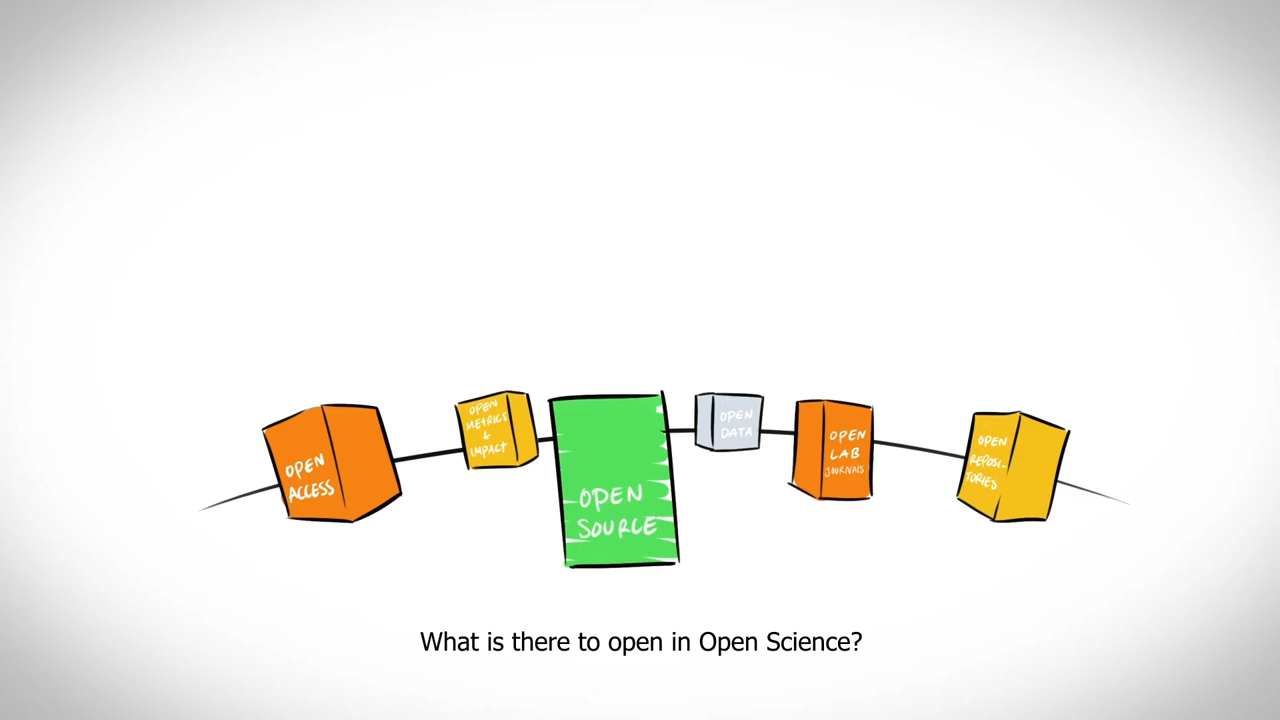 OPEN
ACCESS
OPEN
METRICS
&
IMPACT
OPEN
SOURCE
OPEN
DATA
OPEN
LAB
JOURNALS
OPEN
REPOSI-
TORIES
What is there to open in Open Science?